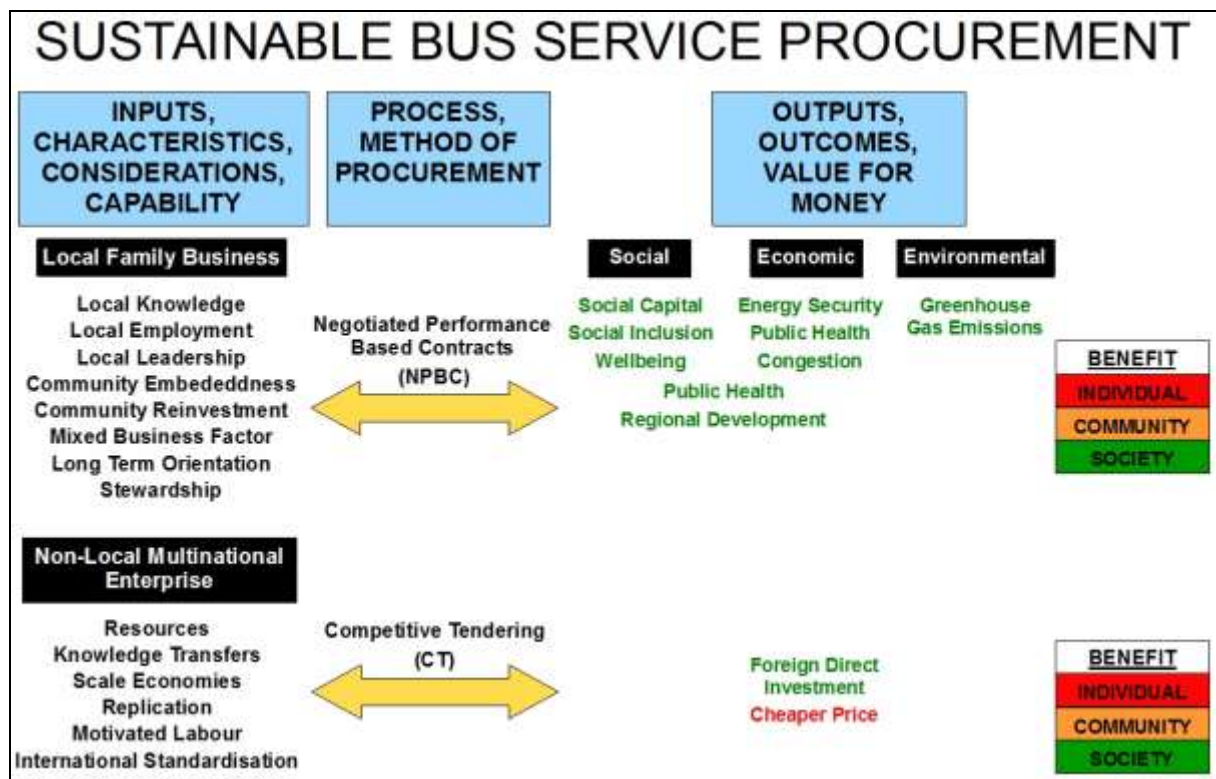 SUSTAINABLE BUS SERVICE PROCUREMENT
INPUTS,
CHARACTERISTICS,
CONSIDERATIONS,
CAPABILITY
PROCESS,
METHOD OF
PROCUREMENT
OUTPUTS,
OUTCOMES,
VALUE FOR
MONEY
Local Family Business
Local Knowledge
Local Employment
Local Leadership
Community Embededdness
Community Reinvestment
Mixed Business Factor
Long Term Orientation
Stewardship
Negotiated Performance
Based Contracts
(NPBC)
Social
Social Capital
Social Inclusion
Wellbeing
Economic
Energy Security
Public Health
Congestion
Environmental
Greenhouse
Gas Emissions
Public Health
Regional Development
BENEFIT
INDIVIDUAL
COMMUNITY
SOCIETY
Non-Local Multinational
Enterprise
Resources
Knowledge Transfers
Scale Economies
Replication
Motivated Labour
International Standardisation
Competitive Tendering
(CT)
Foreign Direct
Investment
Cheaper Price
BENEFIT
INDIVIDUAL
COMMUNITY
SOCIETY